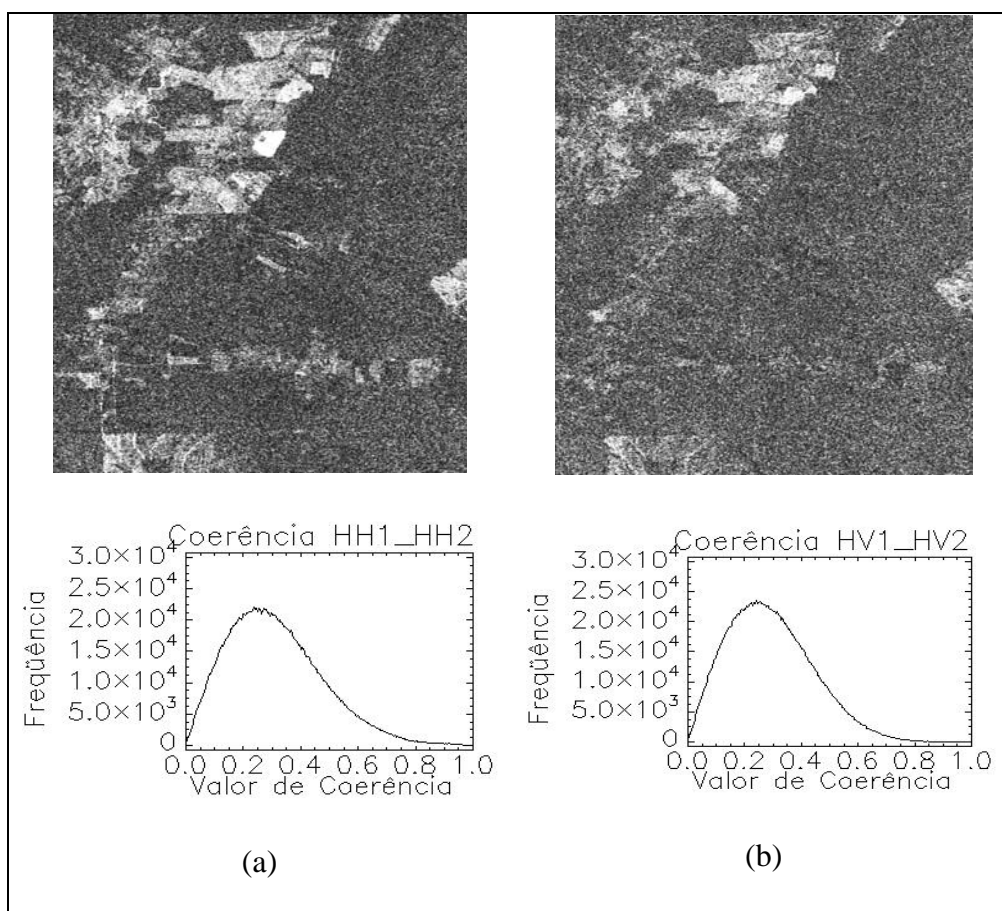 Coerência HH1_HH2
3.0×10⁴
2.5×10⁴
2.0×10⁴
1.5×10⁴
1.0×10⁴
5.0×10³
0
Freqüência
0.0 0.2 0.4 0.6 0.8 1.0
Valor de Coerência
(a)
Coerência HV1_HV2
3.0×10⁴
2.5×10⁴
2.0×10⁴
1.5×10⁴
1.0×10⁴
5.0×10³
0
Freqüência
0.0 0.2 0.4 0.6 0.8 1.0
Valor de Coerência
(b)